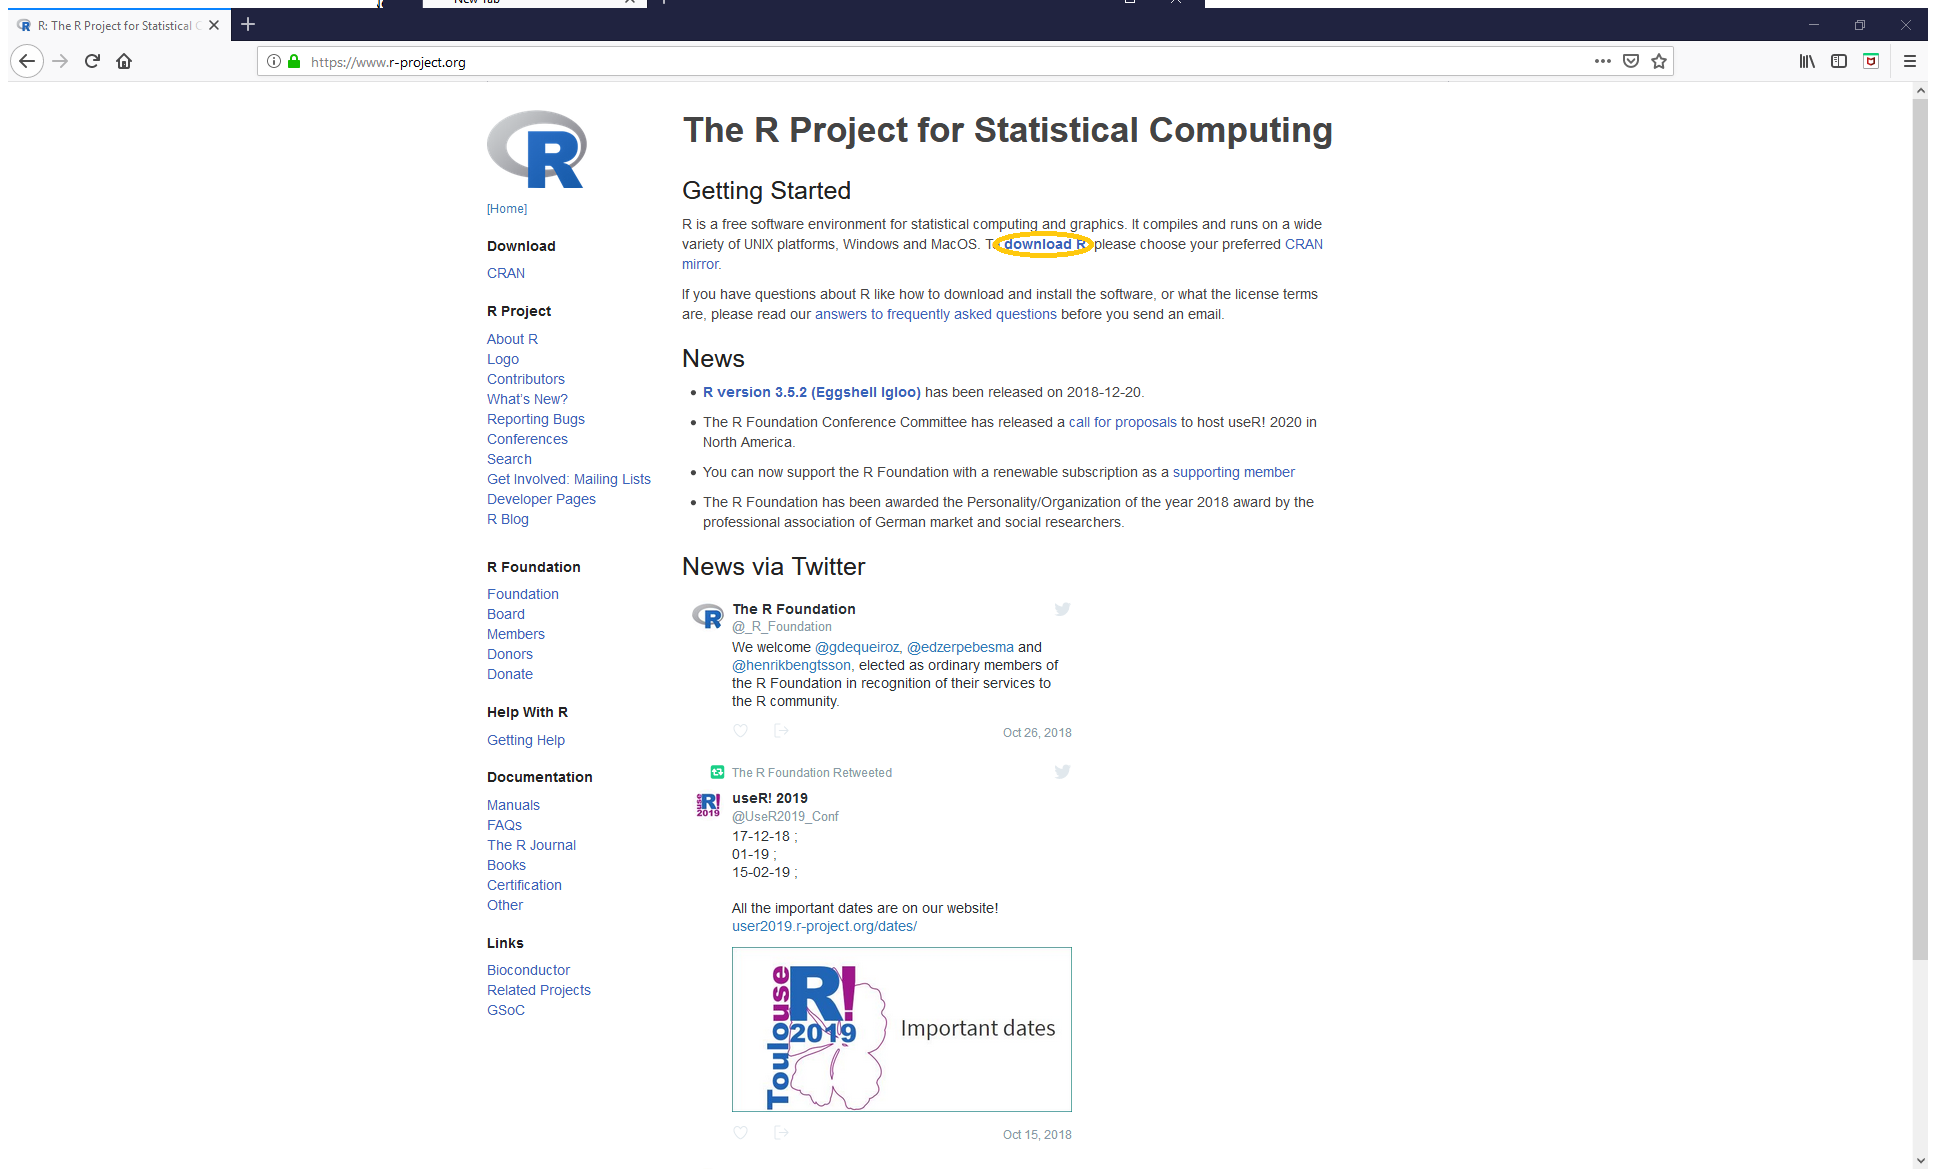 New Tab
R: The R Project for Statistical C
https://www.r-project.org
R
[Home]
Download
CRAN
R Project
About R
Logo
Contributors
What's New?
Reporting Bugs
Conferences
Search
Get Involved: Mailing Lists
Developer Pages
R Blog
R Foundation
Foundation
Board
Members
Donors
Donate
Help With R
Getting Help
Documentation
Manuals
FAQs
The R Journal
Books
Certification
Other
Links
Bioconductor
Related Projects
GSoC
The R Project for Statistical Computing
Getting Started
R is a free software environment for statistical computing and graphics. It compiles and runs on a wide
variety of UNIX platforms, Windows and MacOS. T download R please choose your preferred CRAN
mirror.
If you have questions about R like how to download and install the software, or what the license terms
are, please read our answers to frequently asked questions before you send an email.
News
• R version 3.5.2 (Eggshell Igloo) has been released on 2018-12-20.
• The R Foundation Conference Committee has released a call for proposals to host useR! 2020 in
North America.
• You can now support the R Foundation with a renewable subscription as a supporting member
• The R Foundation has been awarded the Personality/Organization of the year 2018 award by the
professional association of German market and social researchers.
News via Twitter
R
The R Foundation
@_R_Foundation
We welcome @gdequeiroz, @edzerpebesma and
@henrikbengtsson, elected as ordinary members of
the R Foundation in recognition of their services to
the R community.
Oct 26, 2018
The R Foundation Retweeted
useR! 2019
useR! 2019
@UseR2019_Conf
17-12-18 ;
01-19 ;
15-02-19 ;
All the important dates are on our website!
user2019.r-project.org/dates/
Toulouse
R!
2019
Important dates
Oct 15, 2018